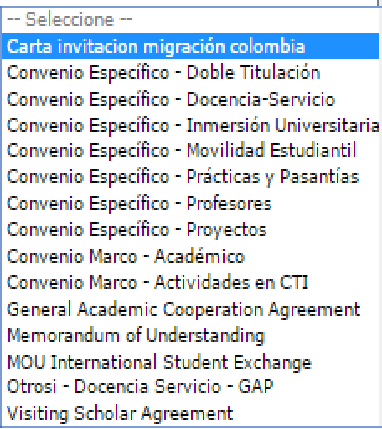 -- Seleccione --
Carta invitacion migración colombia
Convenio Específico - Doble Titulación
Convenio Específico - Docencia-Servicio
Convenio Específico - Inmersión Universitaria
Convenio Específico - Movilidad Estudiantil
Convenio Específico - Prácticas y Pasantías
Convenio Específico - Profesores
Convenio Específico - Proyectos
Convenio Marco - Académico
Convenio Marco - Actividades en CTI
General Academic Cooperation Agreement
Memorandum of Understanding
MOU International Student Exchange
Otrosi - Docencia Servicio - GAP
Visiting Scholar Agreement